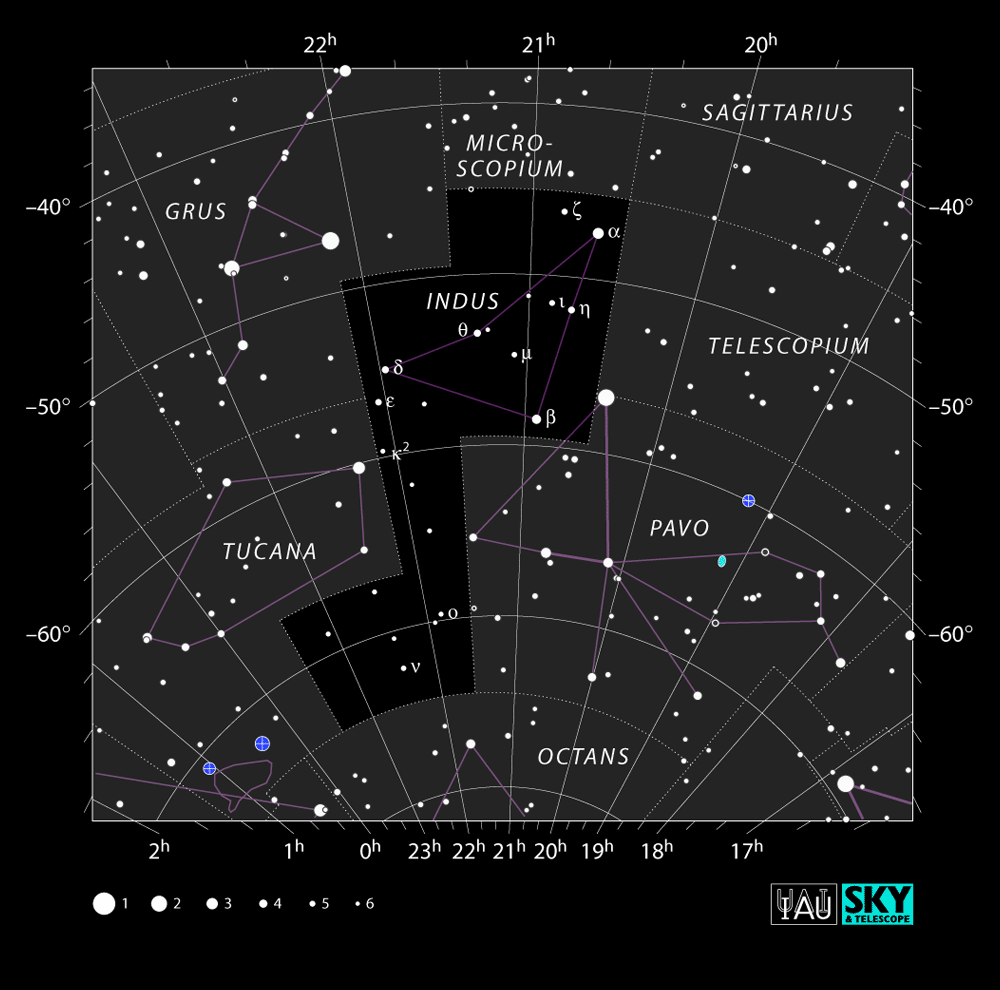 22ʰ 21ʰ 20ʰ
SAGITTARIUS
MICRO-
SCOPIUM
–40° GRUS ζ α –40°
INDUS ι η
θ
TELESCOPIUM
μ
δ
–50° ε β –50°
κ²
PAVO
TUCANA
–60° ο –60°
ν
OCTANS
2ʰ 1ʰ 0ʰ 23ʰ 22ʰ 21ʰ 20ʰ 19ʰ 18ʰ 17ʰ
1 2 3 4 5 6
IAU SKY
& TELESCOPE